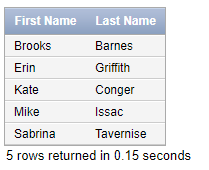 First Name Last Name
Brooks Barnes
Erin Griffith
Kate Conger
Mike Issac
Sabrina Tavernise
5 rows returned in 0.15 seconds